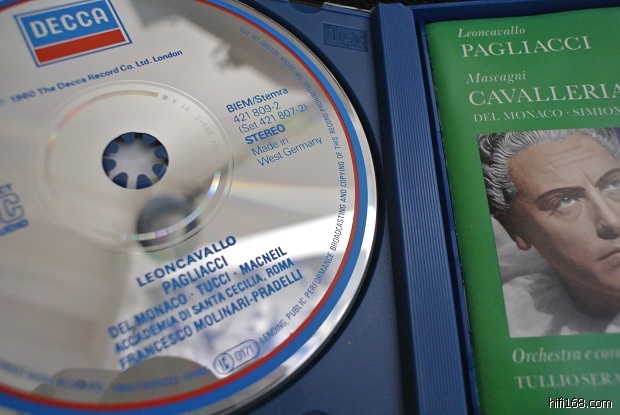 DECCA
1960 The Decca Record Co. Ltd. London
BIEM/Stemra
421 809-2
(Set 421 807-2)
STEREO
Made in
West Germany
LEONCAVALLO
PAGLIACCI
DEL MONACO · TUCCI · MACNEIL
ACCADEMIA DI SANTA CECILIA, ROMA
FRANCESCO MOLINARI-PRADELLI
LENDING, PUBLIC PERFORMANCE, BROADCASTING AND COPYING OF THIS RECORD PROHIBITED
Leoncavallo
PAGLIACCI
Mascagni
CAVALLERIA
DEL MONACO · SIMION
Orchestra e coro
TULLIO SERA
hifi168.com